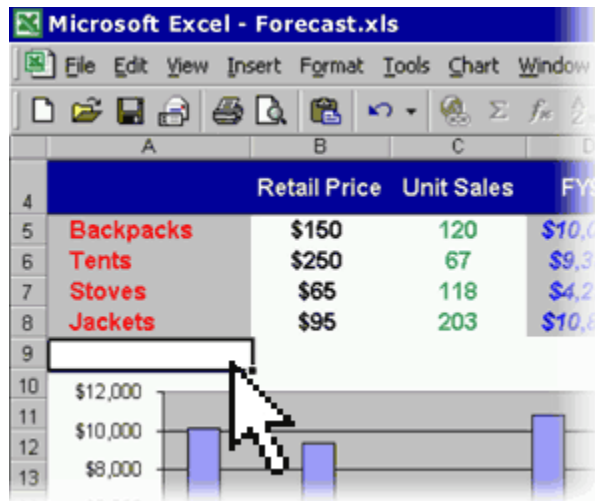 Microsoft Excel - Forecast.xls
File Edit View Insert Format Tools Chart Window
A B C
4 Retail Price Unit Sales
5 Backpacks $150 120
6 Tents $250 67
7 Stoves $65 118
8 Jackets $95 203
9
10 $12,000
11
$10,000
12
13 $8,000